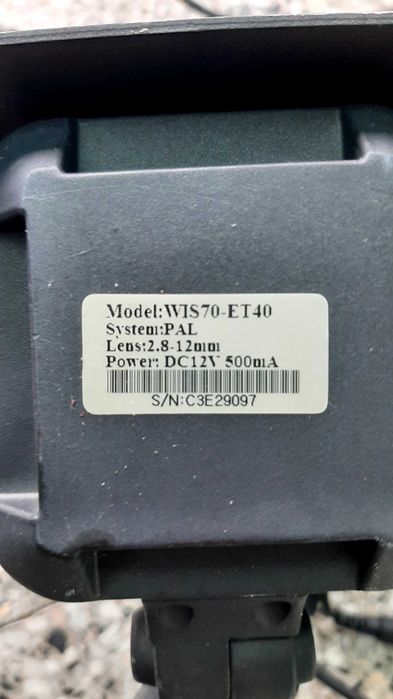 Model:WIS70-ET40
System:PAL
Lens:2.8-12mm
Power: DC12V 500mA
S/N:C3E29097